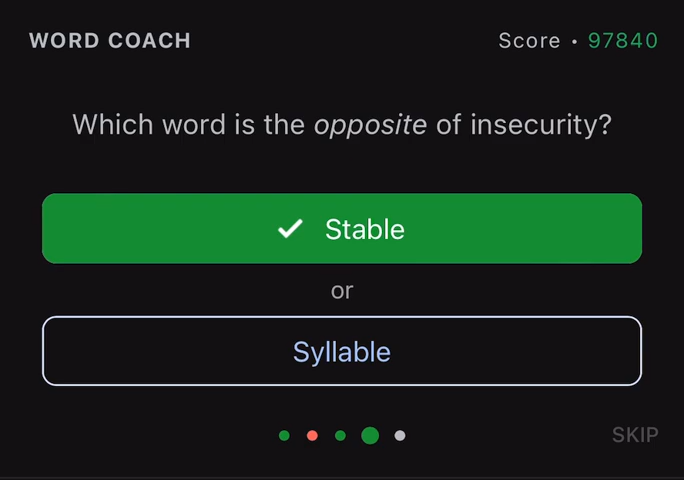 WORD COACH
Score • 97840
Which word is the opposite of insecurity?
Stable
or
Syllable
SKIP